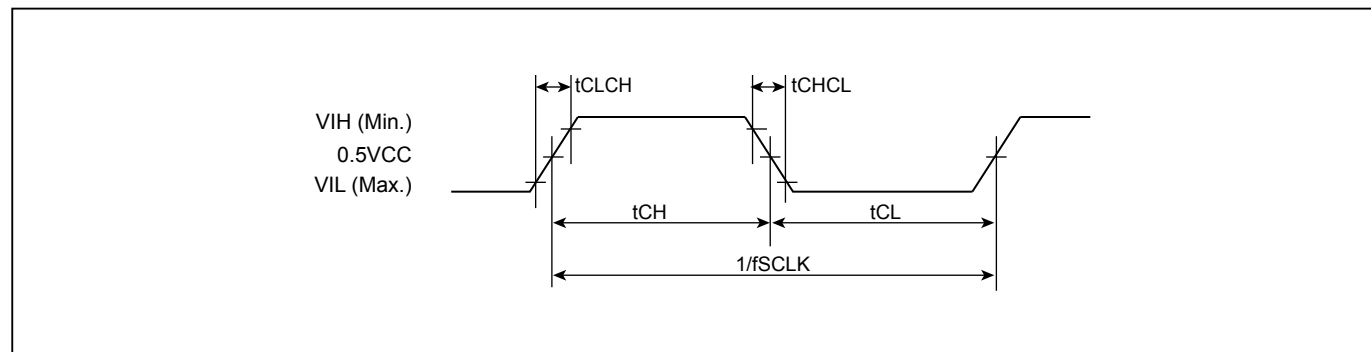 tCLCH
tCHCL
VIH (Min.)
0.5VCC
VIL (Max.)
tCH
tCL
1/fSCLK